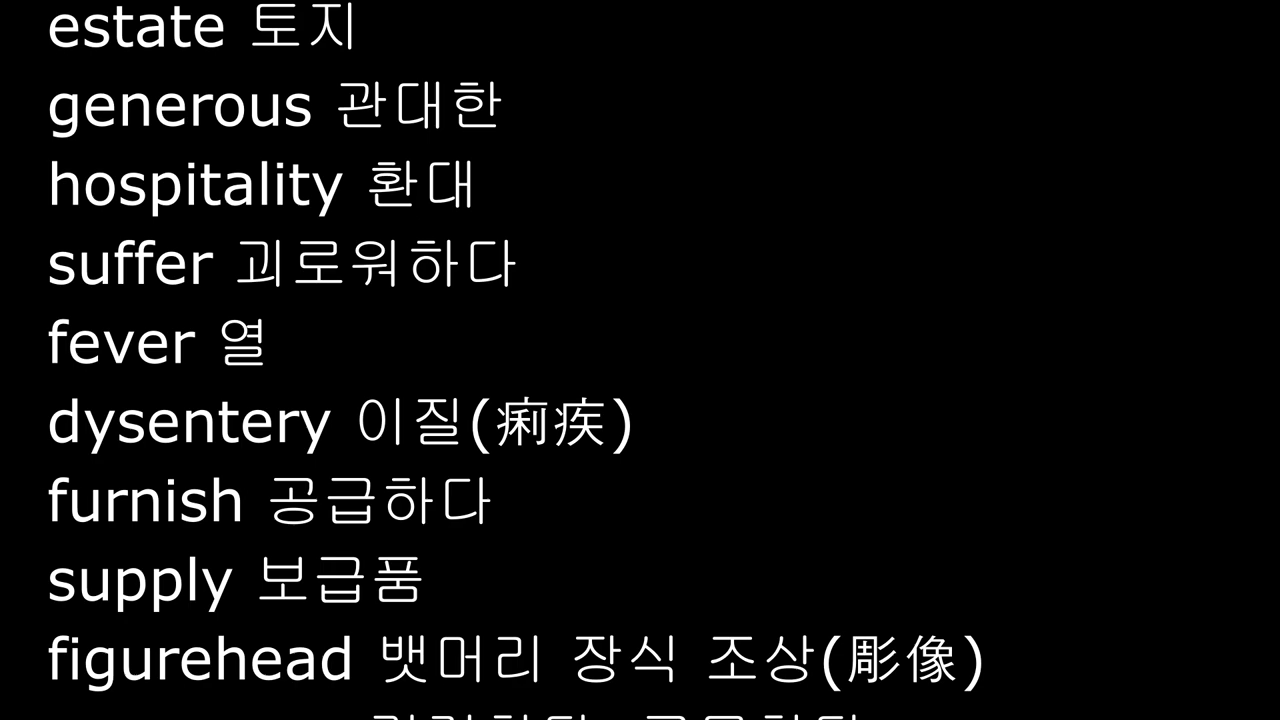 estate 토지
generous 관대한
hospitality 환대
suffer 괴로워하다
fever 열
dysentery 이질(痢疾)
furnish 공급하다
supply 보급품
figurehead 뱃머리 장식 조상(彫像)